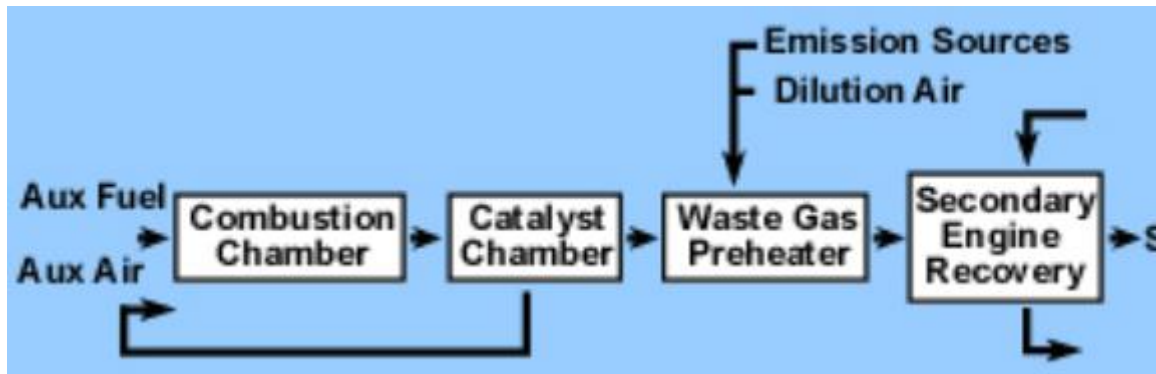 Emission Sources
Dilution Air
Aux Fuel
Aux Air
Combustion
Chamber
Catalyst
Chamber
Waste Gas
Preheater
Secondary
Engine
Recovery
S